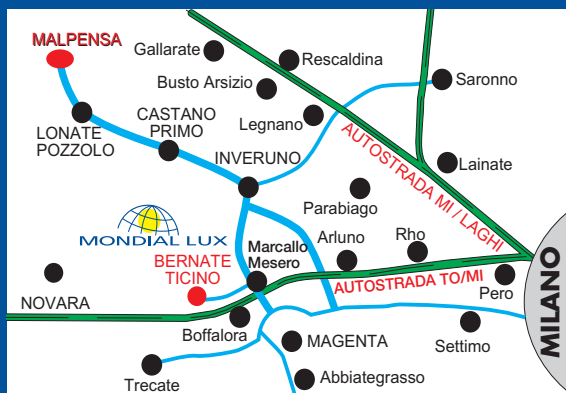 MALPENSA
Gallarate
Rescaldina
Saronno
Busto Arsizio
Legnano
CASTANO
PRIMO
LONATE
POZZOLO
INVERUNO
AUTOSTRADA MI / LAGHI
Lainate
Parabiago
MONDIAL LUX
Marcallo
Mesero
Arluno
Rho
BERNATE
TICINO
AUTOSTRADA TO/MI
Pero
MILANO
NOVARA
Boffalora
MAGENTA
Settimo
Trecate
Abbiategrasso